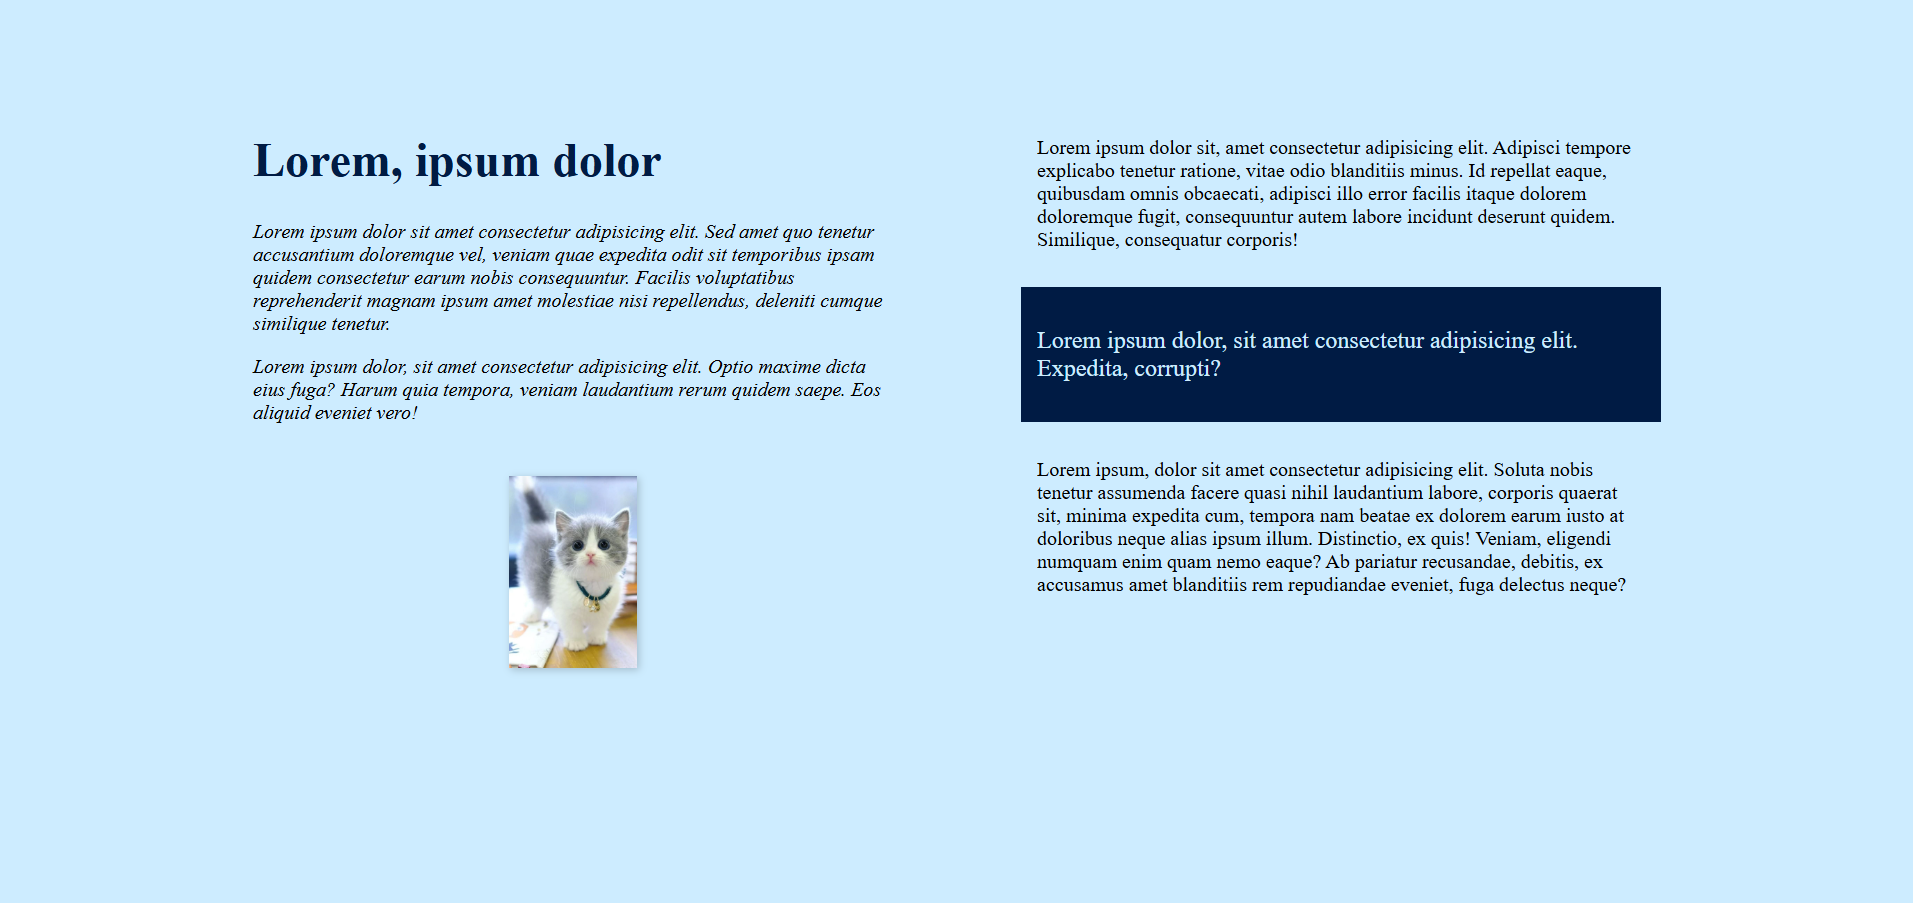 Lorem, ipsum dolor
Lorem ipsum dolor sit amet consectetur adipisicing elit. Sed amet quo tenetur
accusantium doloremque vel, veniam quae expedita odit sit temporibus ipsam
quidem consectetur earum nobis consequuntur. Facilis voluptatibus
reprehenderit magnam ipsum amet molestiae nisi repellendus, deleniti cumque
similique tenetur.
Lorem ipsum dolor, sit amet consectetur adipisicing elit. Optio maxime dicta
eius fuga? Harum quia tempora, veniam laudantium rerum quidem saepe. Eos
aliquid eveniet vero!
Lorem ipsum dolor sit, amet consectetur adipisicing elit. Adipisci tempore
explicabo tenetur ratione, vitae odio blanditiis minus. Id repellat eaque,
quibusdam omnis obcaecati, adipisci illo error facilis itaque dolorem
doloremque fugit, consequuntur autem labore incidunt deserunt quidem.
Similique, consequatur corporis!
Lorem ipsum dolor, sit amet consectetur adipisicing elit.
Expedita, corrupti?
Lorem ipsum, dolor sit amet consectetur adipisicing elit. Soluta nobis
tenetur assumenda facere quasi nihil laudantium labore, corporis quaerat
sit, minima expedita cum, tempora nam beatae ex dolorem earum iusto at
doloribus neque alias ipsum illum. Distinctio, ex quis! Veniam, eligendi
numquam enim quam nemo eaque? Ab pariatur recusandae, debitis, ex
accusamus amet blanditiis rem repudiandae eveniet, fuga delectus neque?